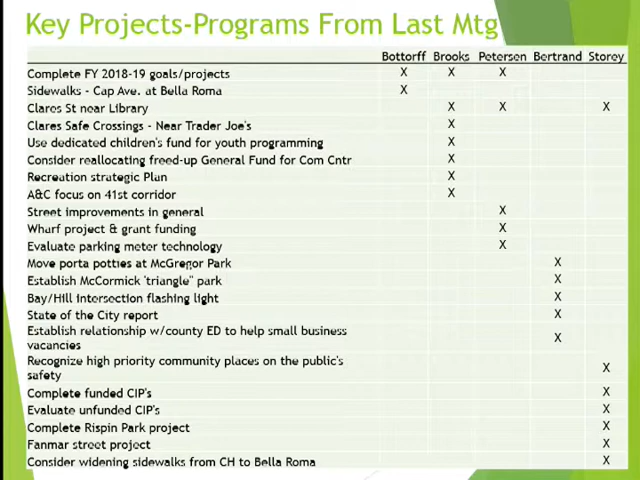 Key Projects-Programs From Last Mtg
Bottorff Brooks Petersen Bertrand Storey
Complete FY 2018-19 goals/projects X X X
Sidewalks - Cap Ave. at Bella Roma X
Clares St near Library X X X
Clares Safe Crossings - Near Trader Joe's X
Use dedicated children's fund for youth programming X
Consider reallocating freed-up General Fund for Com Cntr X
Recreation strategic Plan X
A&C focus on 41st corridor X
Street improvements in general X
Wharf project & grant funding X
Evaluate parking meter technology X
Move porta potties at McGregor Park X
Establish McCormick 'triangle" park X
Bay/Hill intersection flashing light X
State of the City report X
Establish relationship w/county ED to help small business
vacancies X
Recognize high priority community places on the public's
safety X
Complete funded CIP's X
Evaluate unfunded CIP's X
Complete Rispin Park project X
Fanmar street project X
Consider widening sidewalks from CH to Bella Roma X